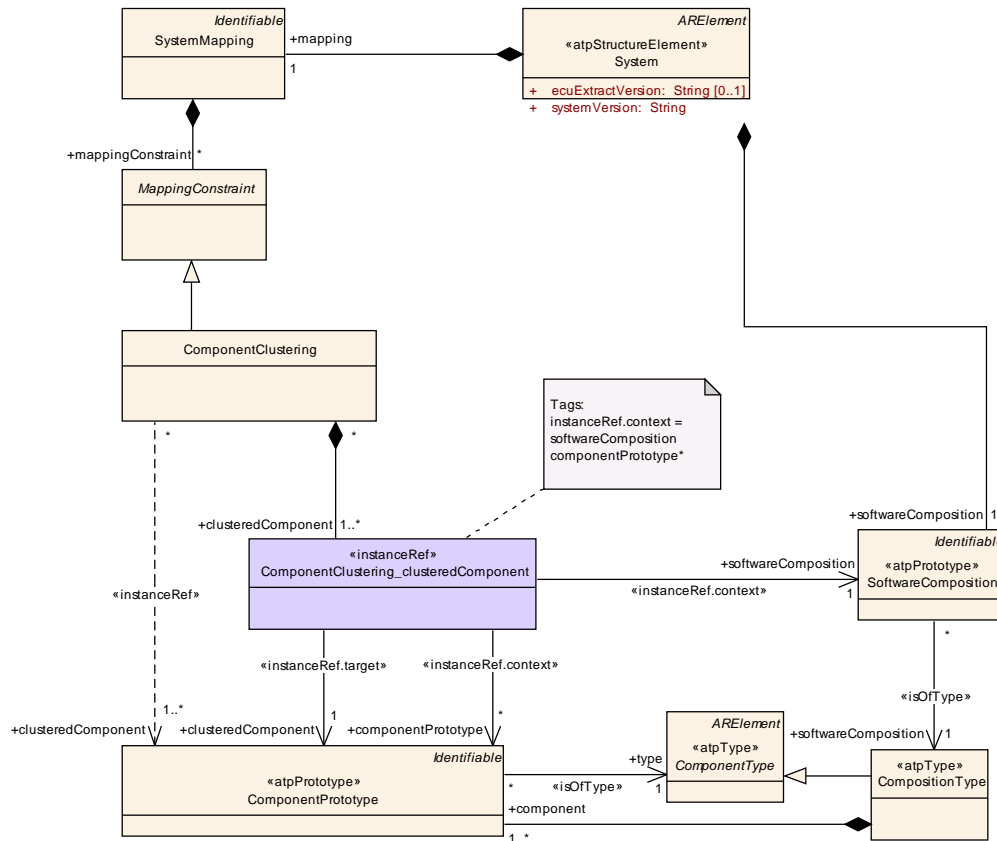 Identifiable
SystemMapping
+mapping
1
ARElement
«atpStructureElement»
System
+ ecuExtractVersion: String [0..1]
+ systemVersion: String
+mappingConstraint *
MappingConstraint
ComponentClustering
*
*
Tags:
instanceRef.context =
softwareComposition
componentPrototype*
+clusteredComponent 1..*
+softwareComposition 1
«instanceRef»
ComponentClustering_clusteredComponent
Identifiable
«atpPrototype»
SoftwareComposition
+softwareComposition
«instanceRef.context»
1
«instanceRef»
*
«instanceRef.target»
«instanceRef.context»
«isOfType»
1..*
+clusteredComponent
1
+clusteredComponent
*
+componentPrototype
ARElement
«atpType»
ComponentType
+softwareComposition 1
Identifiable
«atpPrototype»
ComponentPrototype
+type
*
«isOfType»
1
«atpType»
CompositionType
+component
1..*